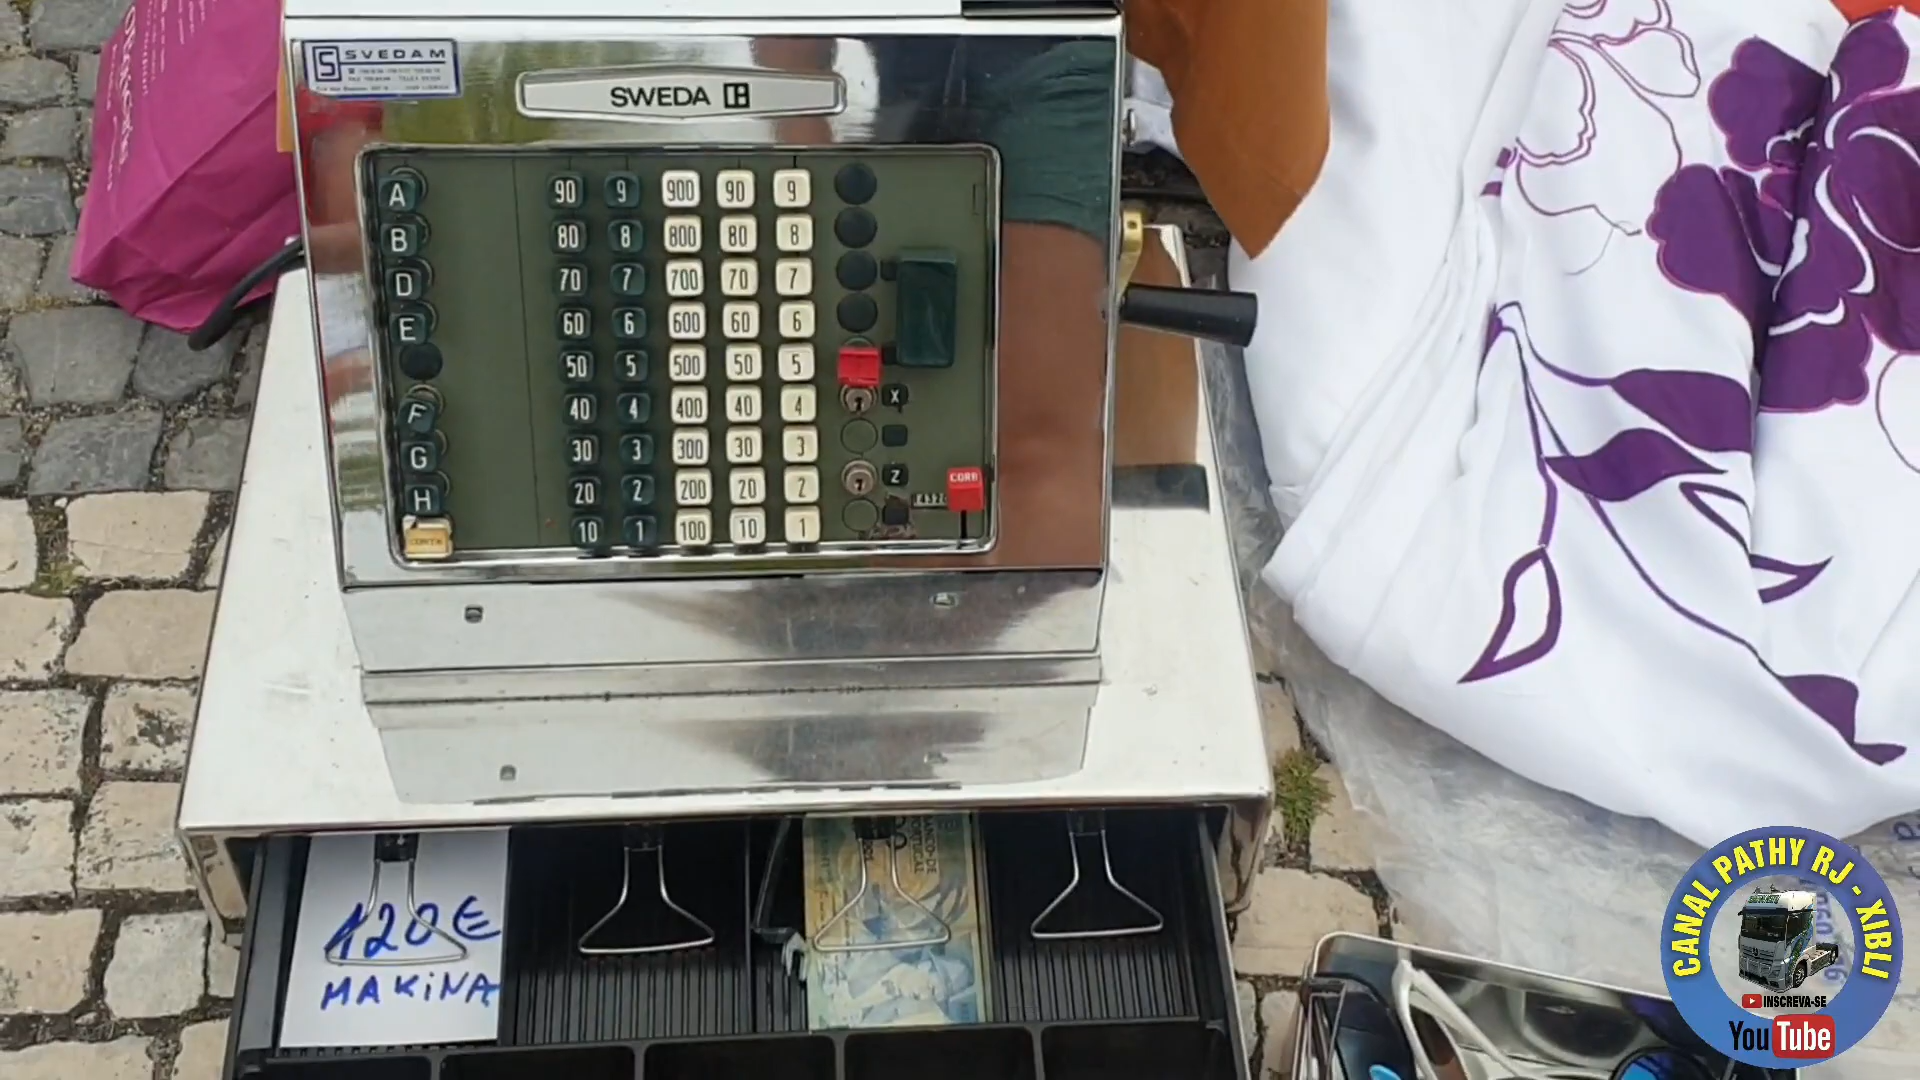 SVEDAM
SWEDA
A 90 9 900 90 9
B 80 8 800 80 8
D 70 7 700 70 7
E 60 6 600 60 6
50 5 500 50 5
F 40 4 400 40 4 X
G 30 3 300 30 3
H 20 2 200 20 2 Z CORR
10 1 100 10 1
120€
MAKiNA
BANCO DE
PORTUGAL
CANAL PATHY RJ - XIBLI
INSCREVA-SE
YouTube